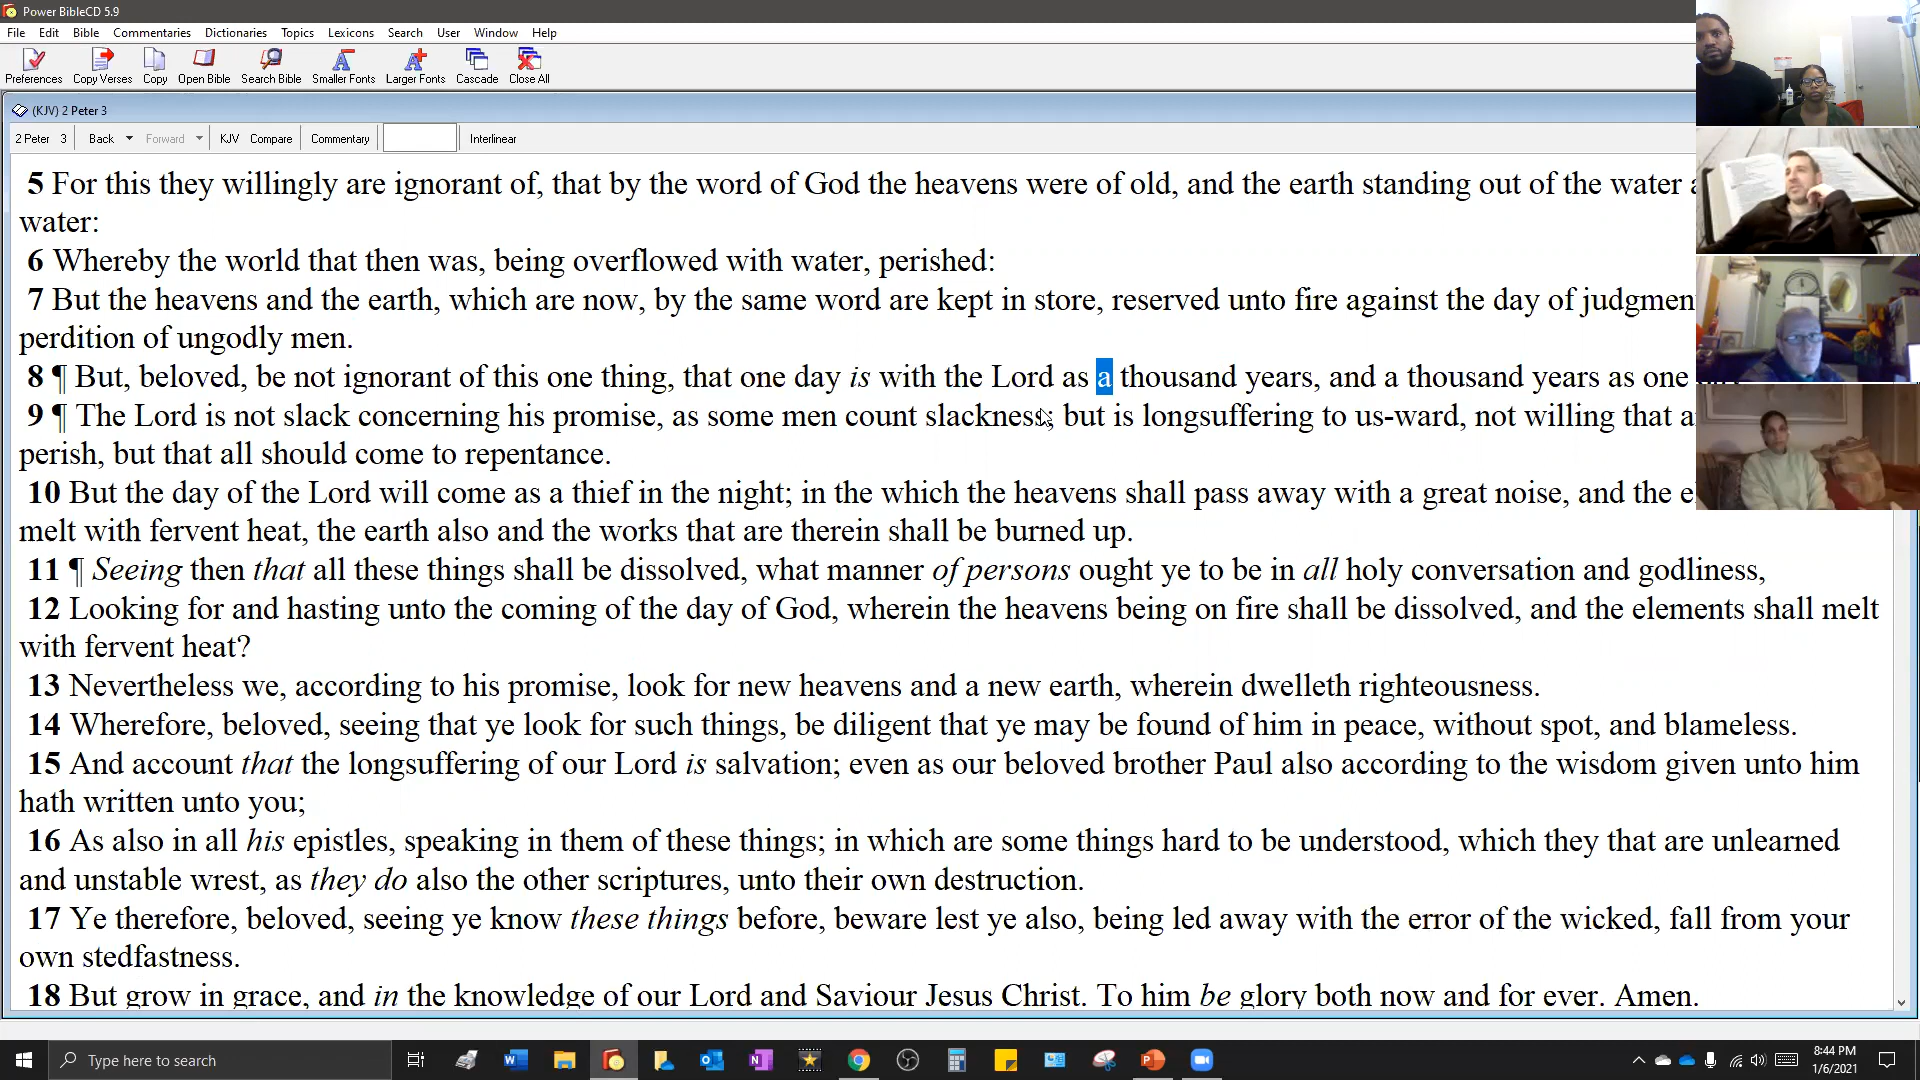 Power BibleCD 5.9
File Edit Bible Commentaries Dictionaries Topics Lexicons Search User Window Help
Preferences Copy Verses Copy Open Bible Search Bible Smaller Fonts Larger Fonts Cascade Close All
(KJV) 2 Peter 3
2 Peter 3 Back Forward KJV Compare Commentary Interlinear
5 For this they willingly are ignorant of, that by the word of God the heavens were of old, and the earth standing out of the water
water:
6 Whereby the world that then was, being overflowed with water, perished:
7 But the heavens and the earth, which are now, by the same word are kept in store, reserved unto fire against the day of judgmen
perdition of ungodly men.
8 ¶ But, beloved, be not ignorant of this one thing, that one day is with the Lord as a thousand years, and a thousand years as one
9 ¶ The Lord is not slack concerning his promise, as some men count slackness; but is longsuffering to us-ward, not willing that a
perish, but that all should come to repentance.
10 But the day of the Lord will come as a thief in the night; in the which the heavens shall pass away with a great noise, and the e
melt with fervent heat, the earth also and the works that are therein shall be burned up.
11 ¶ Seeing then that all these things shall be dissolved, what manner of persons ought ye to be in all holy conversation and godliness,
12 Looking for and hasting unto the coming of the day of God, wherein the heavens being on fire shall be dissolved, and the elements shall melt
with fervent heat?
13 Nevertheless we, according to his promise, look for new heavens and a new earth, wherein dwelleth righteousness.
14 Wherefore, beloved, seeing that ye look for such things, be diligent that ye may be found of him in peace, without spot, and blameless.
15 And account that the longsuffering of our Lord is salvation; even as our beloved brother Paul also according to the wisdom given unto him
hath written unto you;
16 As also in all his epistles, speaking in them of these things; in which are some things hard to be understood, which they that are unlearned
and unstable wrest, as they do also the other scriptures, unto their own destruction.
17 Ye therefore, beloved, seeing ye know these things before, beware lest ye also, being led away with the error of the wicked, fall from your
own stedfastness.
18 But grow in grace, and in the knowledge of our Lord and Saviour Jesus Christ. To him be glory both now and for ever. Amen.
Type here to search
8:44 PM
1/6/2021